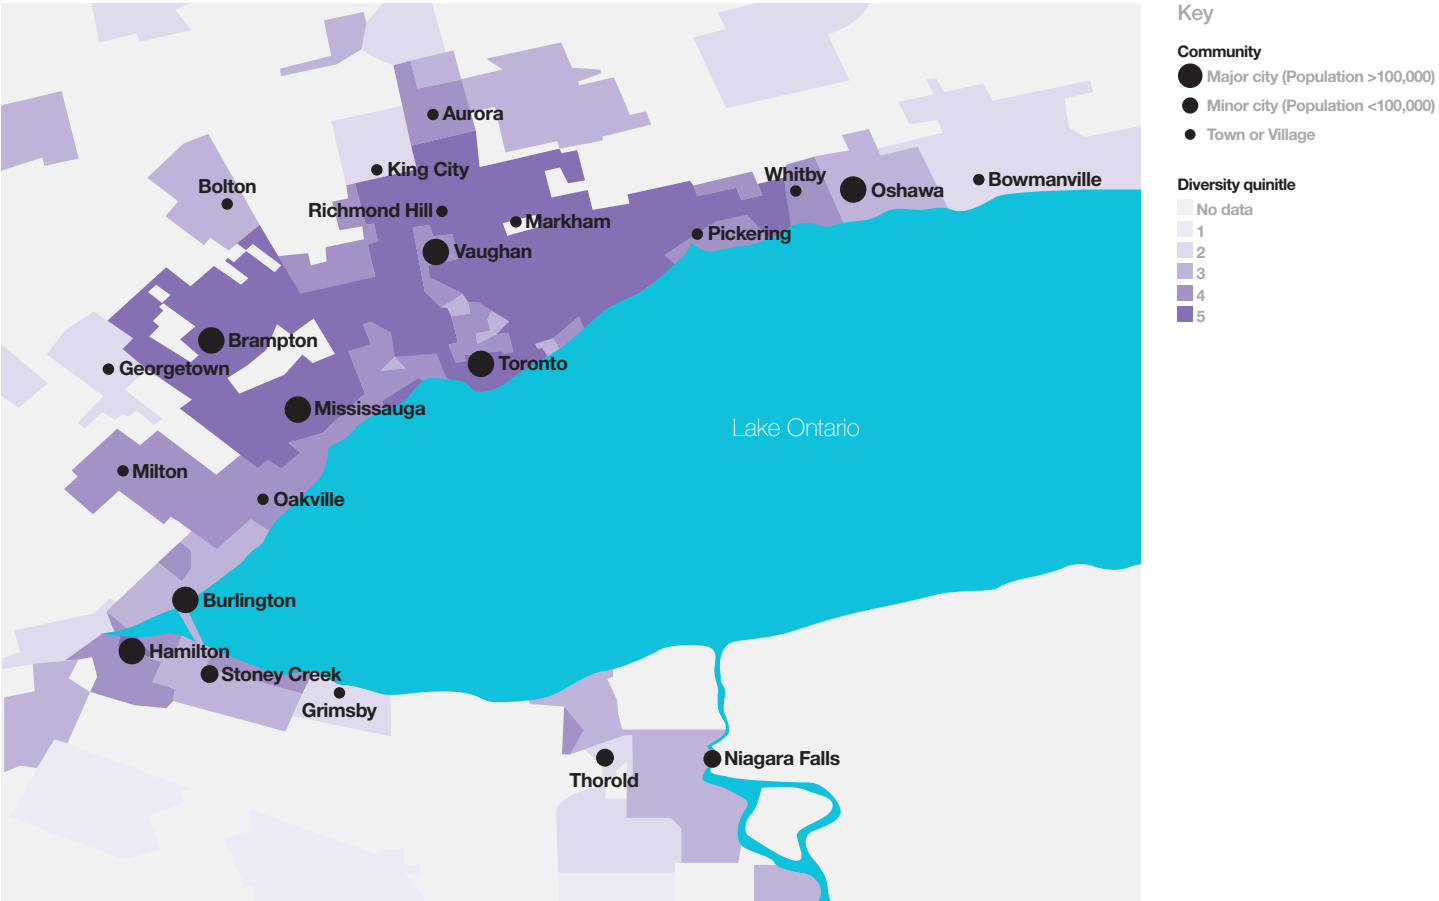 Key
Community
Major city (Population >100,000)
Minor city (Population <100,000)
Town or Village
Diversity quinitle
No data
1
2
3
4
5
Aurora
King City
Whitby
Bowmanville
Bolton
Oshawa
Richmond Hill
Markham
Pickering
Vaughan
Brampton
Georgetown
Toronto
Mississauga
Lake Ontario
Milton
Oakville
Burlington
Hamilton
Stoney Creek
Grimsby
Niagara Falls
Thorold